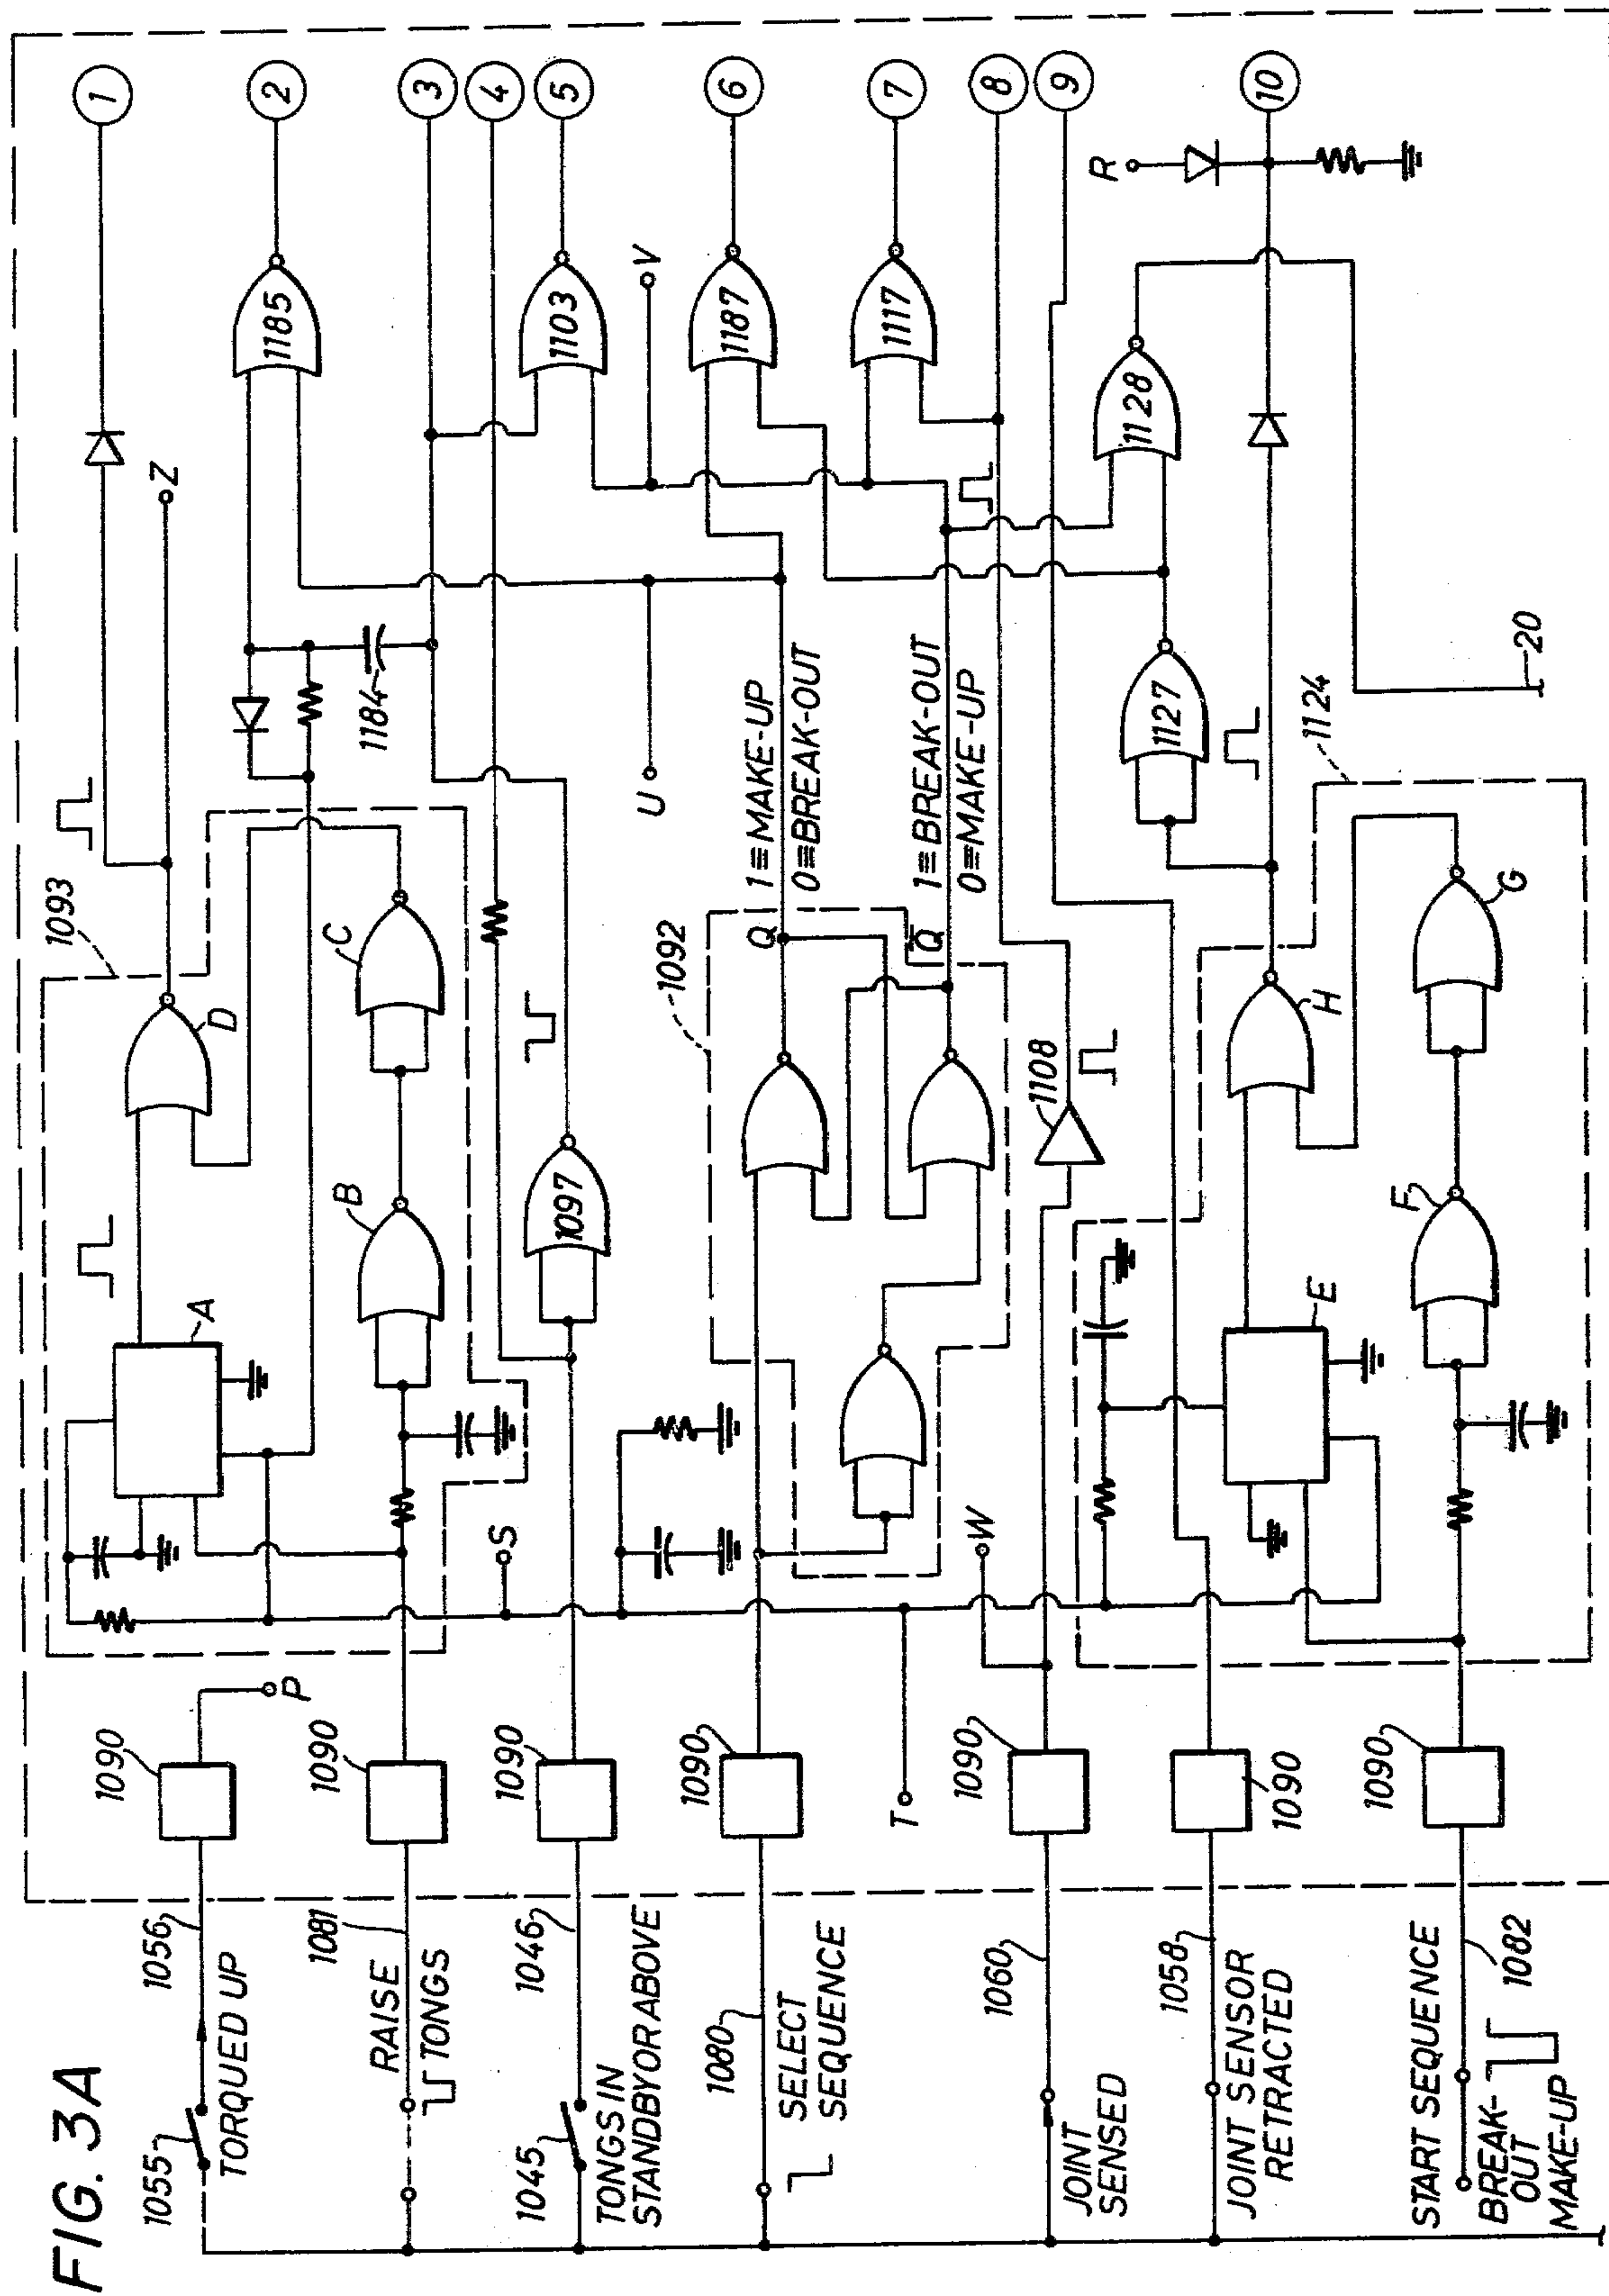 FIG. 3A
1055
TORQUED UP
1056
1090
P
RAISE
TONGS
1081
1090
1045
TONGS IN
STANDBY OR ABOVE
1046
1090
SELECT
SEQUENCE
1080
1090
T
JOINT
SENSED
1060
1090
JOINT SENSOR
RETRACTED
1058
1090
START SEQUENCE
BREAK-
OUT
MAKE-UP
1082
1090
1093
A
B
C
D
S
1097
1092
Q
Q̅
W
1108
E
F
G
H
1124
1≡MAKE-UP
0≡BREAK-OUT
1≡BREAK-OUT
0≡MAKE-UP
U
1184
Z
V
1185
1103
1187
1117
1127
1128
20
R
1
2
3
4
5
6
7
8
9
10